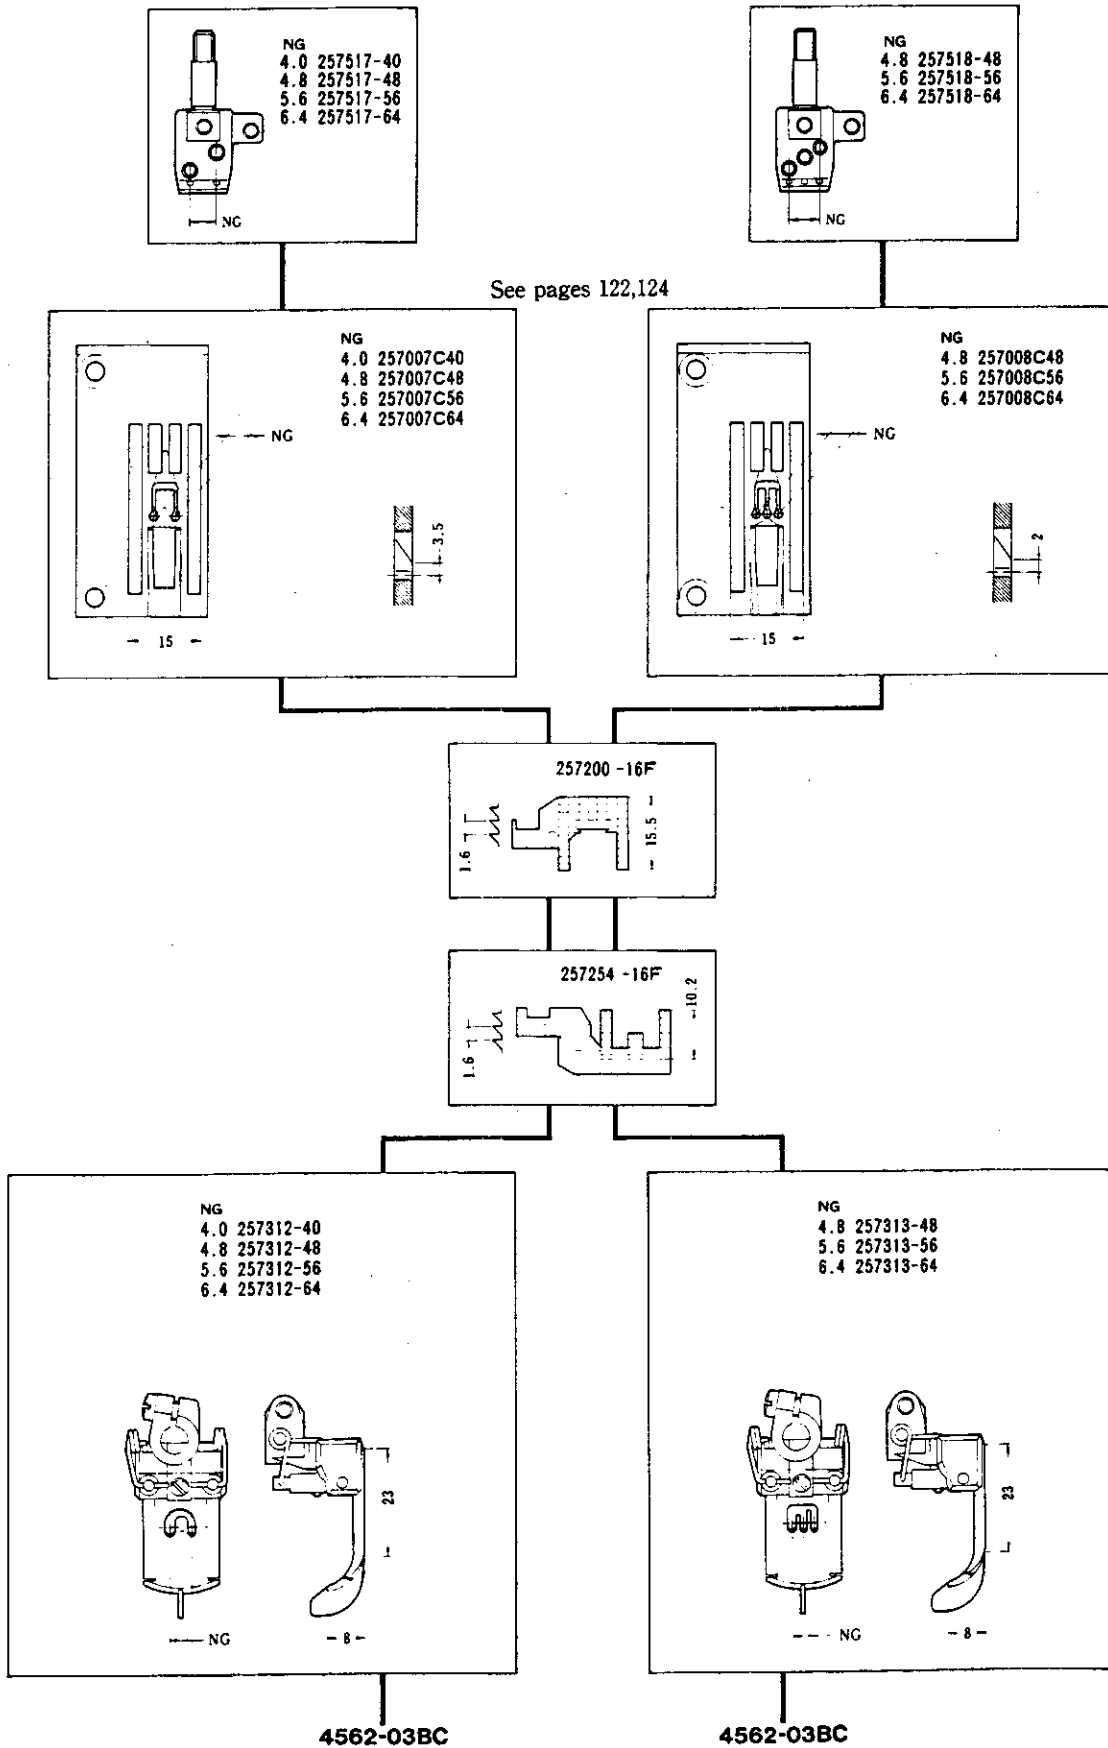 NG
4.0 257517-40
4.8 257517-48
5.6 257517-56
6.4 257517-64
NG
NG
4.8 257518-48
5.6 257518-56
6.4 257518-64
NG
See pages 122,124
NG
4.0 257007C40
4.8 257007C48
5.6 257007C56
6.4 257007C64
NG
3.5
15
NG
4.8 257008C48
5.6 257008C56
6.4 257008C64
NG
2
15
257200 -16F
1.6
15.5
257254 -16F
1.6
10.2
NG
4.0 257312-40
4.8 257312-48
5.6 257312-56
6.4 257312-64
23
NG
8
NG
4.8 257313-48
5.6 257313-56
6.4 257313-64
23
NG
8
4562-03BC
4562-03BC